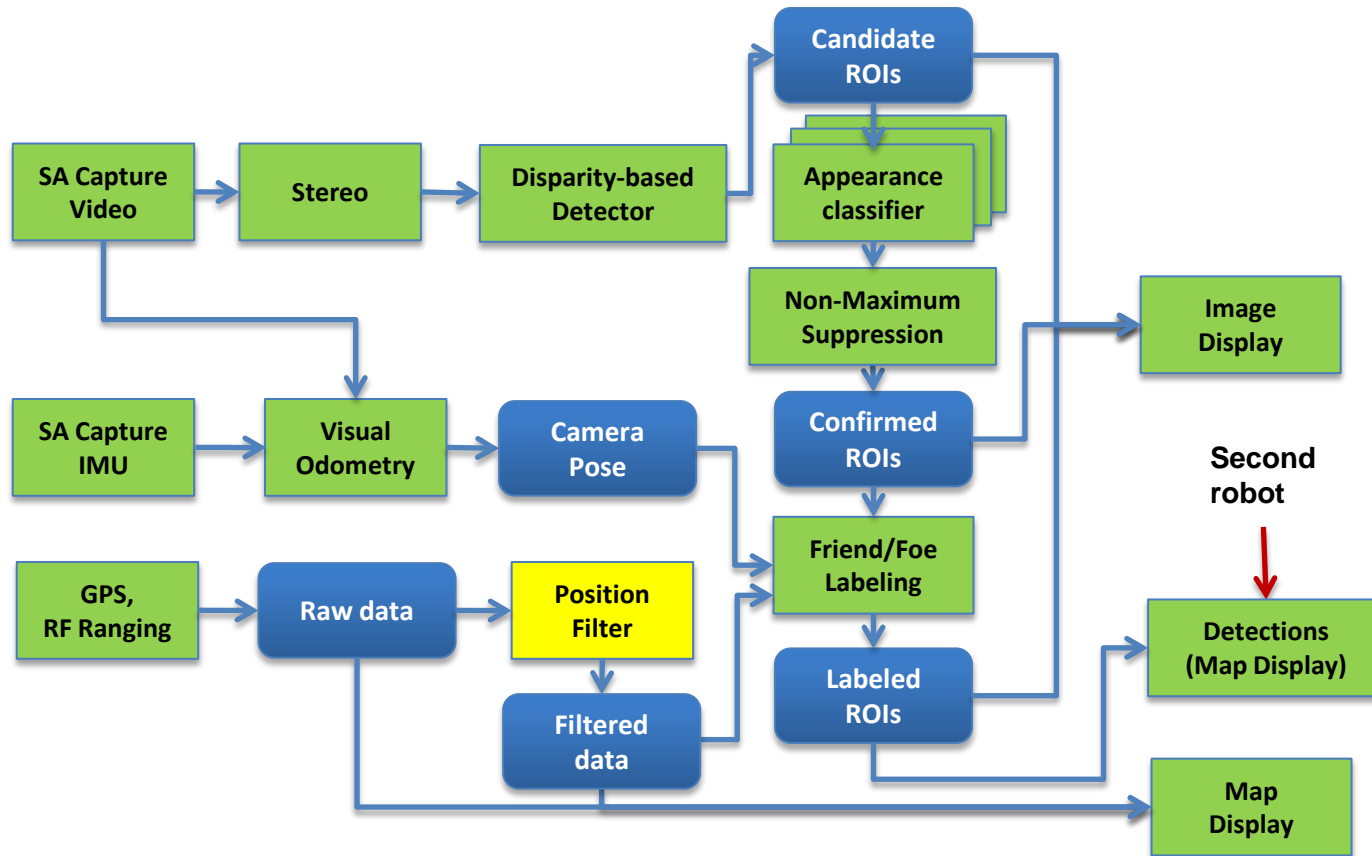 Candidate
ROIs
SA Capture
Video
Stereo
Disparity-based
Detector
Appearance
classifier
Non-Maximum
Suppression
Image
Display
SA Capture
IMU
Visual
Odometry
Camera
Pose
Confirmed
ROIs
Second
robot
GPS,
RF Ranging
Raw data
Position
Filter
Friend/Foe
Labeling
Detections
(Map Display)
Filtered
data
Labeled
ROIs
Map
Display